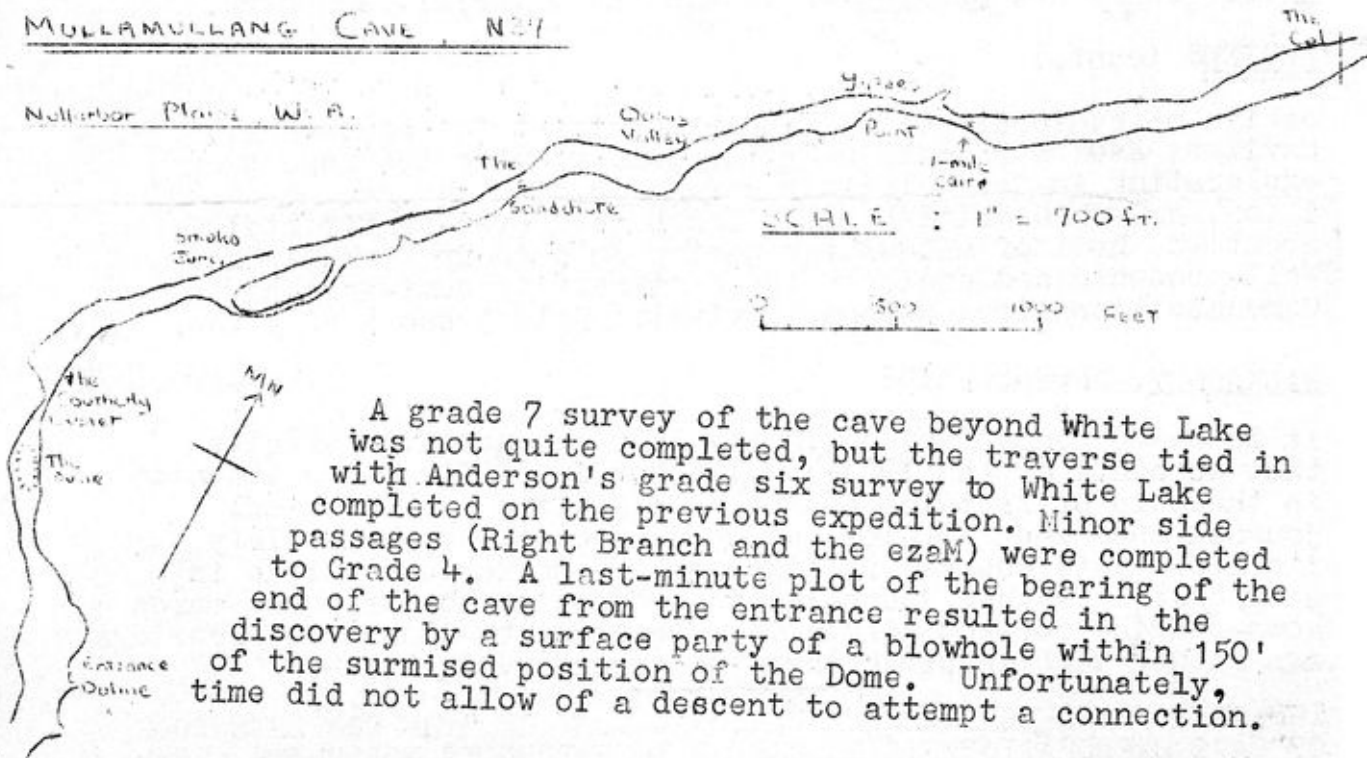 MULLAMULLANG CAVE N37
Nullarbor Plain W. A.
The
Col
Point
1-mile
cairn
The
Sandchute
SCALE : 1" = 700 ft.
0 500 1000 FEET
Smoko
The
Southerly
The
Dune
MN
Entrance
Doline
A grade 7 survey of the cave beyond White Lake
was not quite completed, but the traverse tied in
with Anderson's grade six survey to White Lake
completed on the previous expedition. Minor side
passages (Right Branch and the ezaM) were completed
to Grade 4. A last-minute plot of the bearing of the
end of the cave from the entrance resulted in the
discovery by a surface party of a blowhole within 150'
of the surmised position of the Dome. Unfortunately,
time did not allow of a descent to attempt a connection.